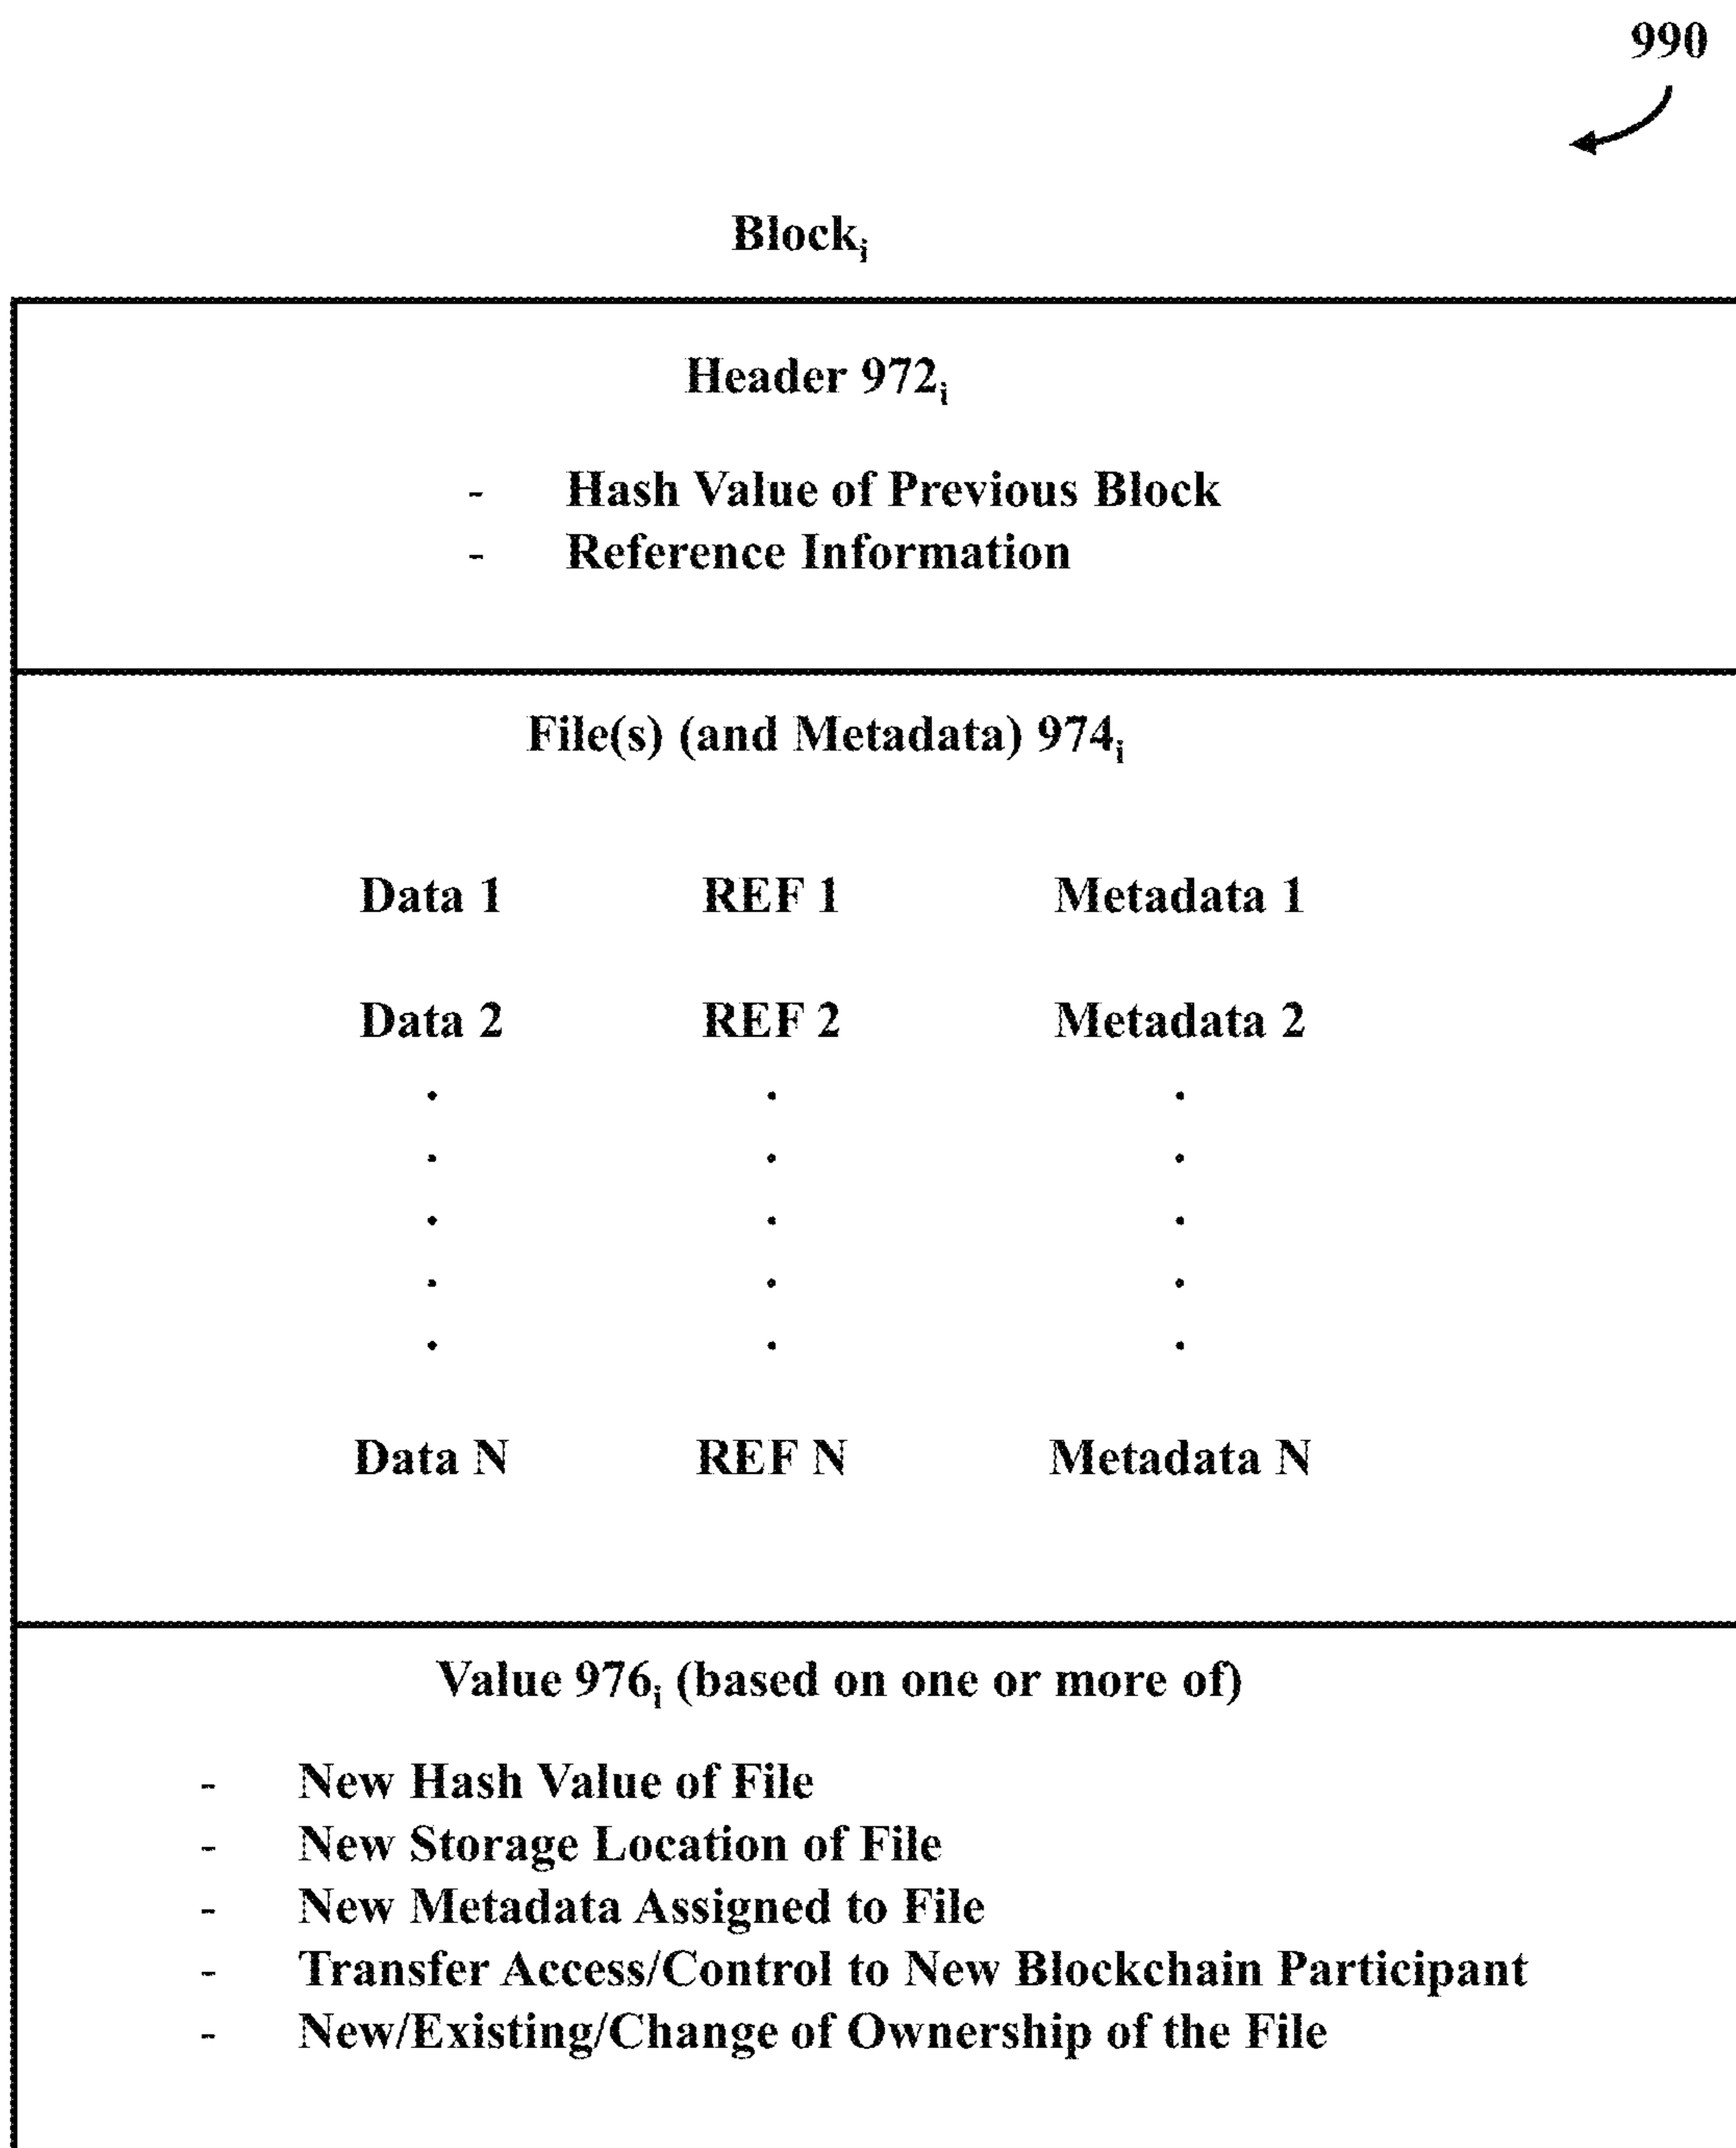 990
Blockᵢ
Header 972ᵢ
- Hash Value of Previous Block
- Reference Information
File(s) (and Metadata) 974ᵢ
Data 1 REF 1 Metadata 1
Data 2 REF 2 Metadata 2
. . .
. . .
. . .
. . .
. . .
Data N REF N Metadata N
Value 976ᵢ (based on one or more of)
- New Hash Value of File
- New Storage Location of File
- New Metadata Assigned to File
- Transfer Access/Control to New Blockchain Participant
- New/Existing/Change of Ownership of the File